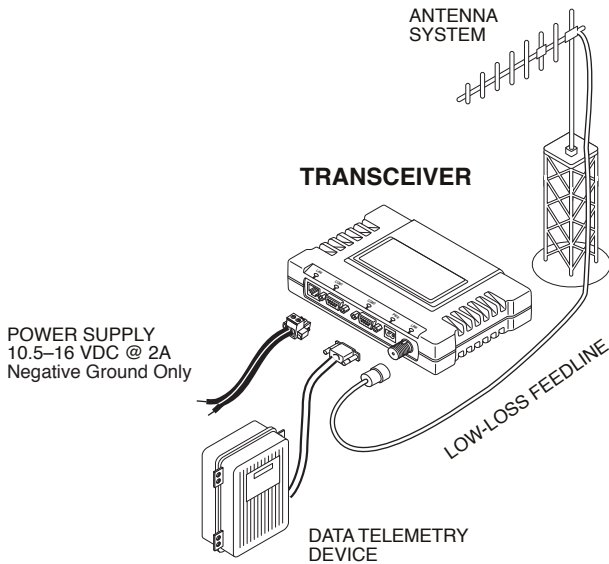 ANTENNA
SYSTEM
TRANSCEIVER
POWER SUPPLY
10.5–16 VDC @ 2A
Negative Ground Only
LOW-LOSS FEEDLINE
DATA TELEMETRY
DEVICE